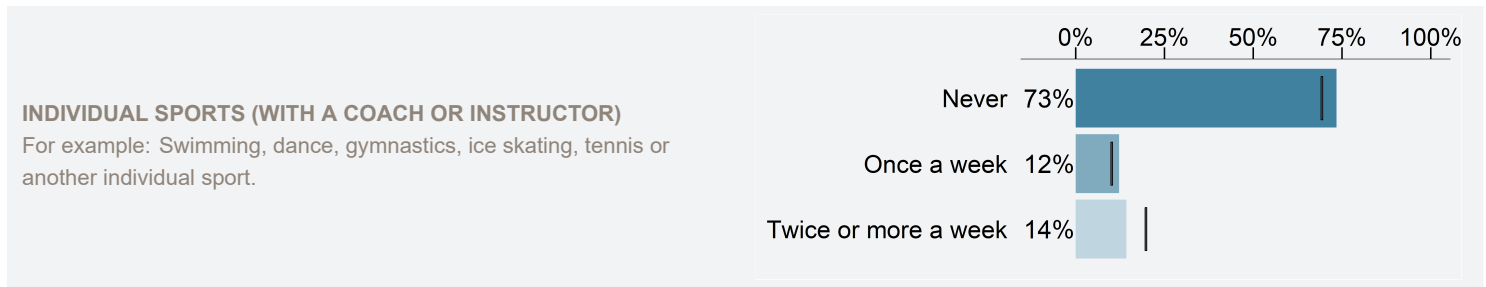 INDIVIDUAL SPORTS (WITH A COACH OR INSTRUCTOR)
For example: Swimming, dance, gymnastics, ice skating, tennis or
another individual sport.
0% 25% 50% 75% 100%
Never 73%
Once a week 12%
Twice or more a week 14%